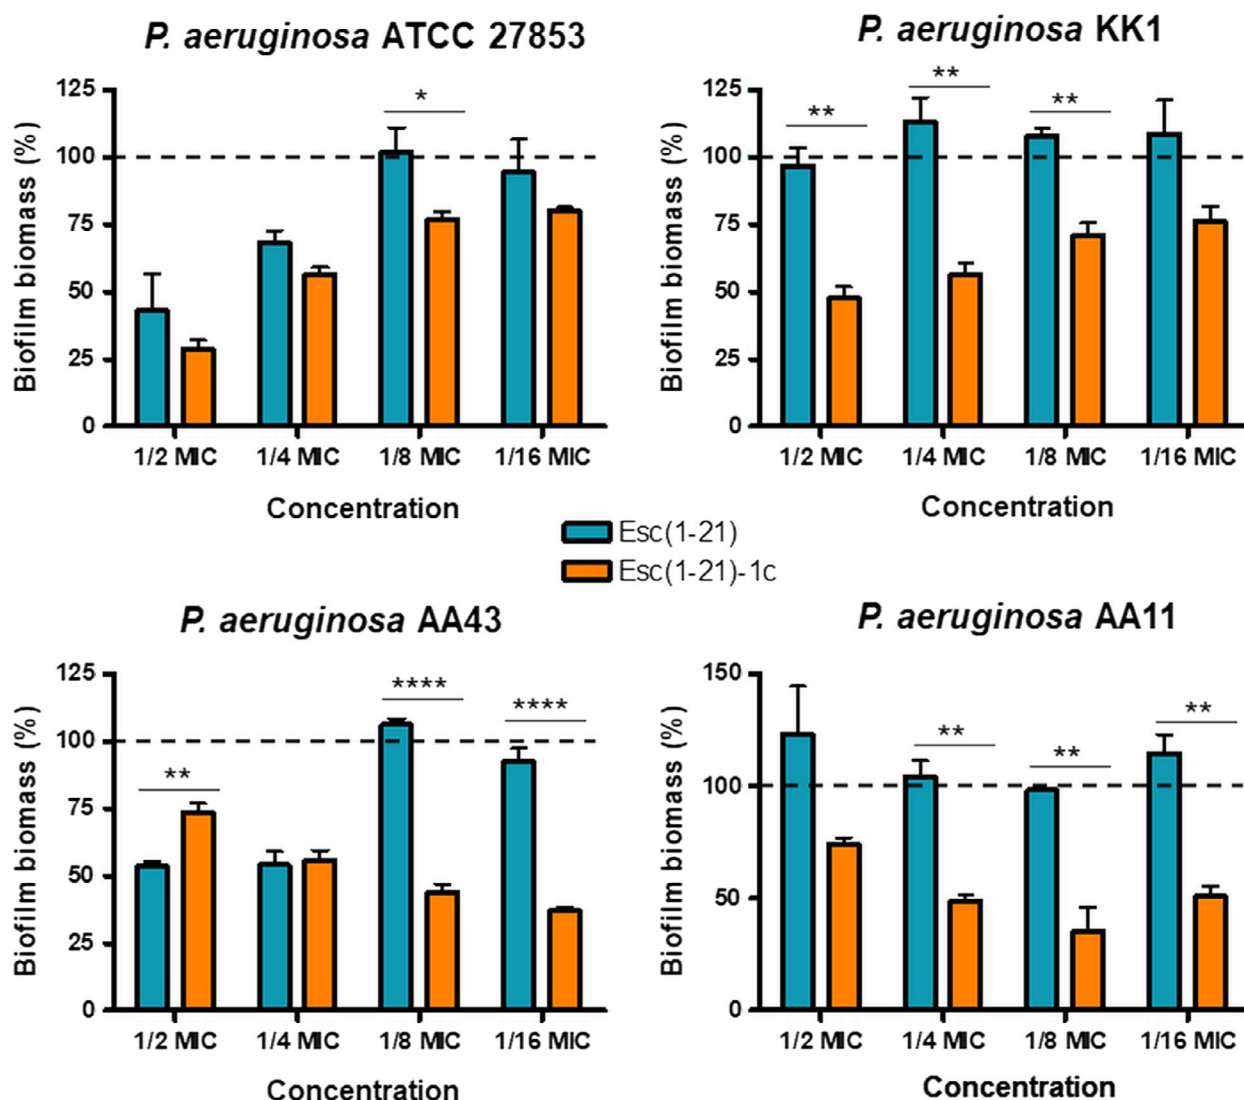 P. aeruginosa ATCC 27853
P. aeruginosa KK1
Biofilm biomass (%)
125
100
75
50
25
0
*
1/2 MIC 1/4 MIC 1/8 MIC 1/16 MIC
Concentration
Biofilm biomass (%)
125
100
75
50
25
0
** ** **
1/2 MIC 1/4 MIC 1/8 MIC 1/16 MIC
Concentration
Esc(1-21)
Esc(1-21)-1c
P. aeruginosa AA43
P. aeruginosa AA11
Biofilm biomass (%)
125
100
75
50
25
0
** **** ****
1/2 MIC 1/4 MIC 1/8 MIC 1/16 MIC
Concentration
Biofilm biomass (%)
150
100
50
0
** ** **
1/2 MIC 1/4 MIC 1/8 MIC 1/16 MIC
Concentration